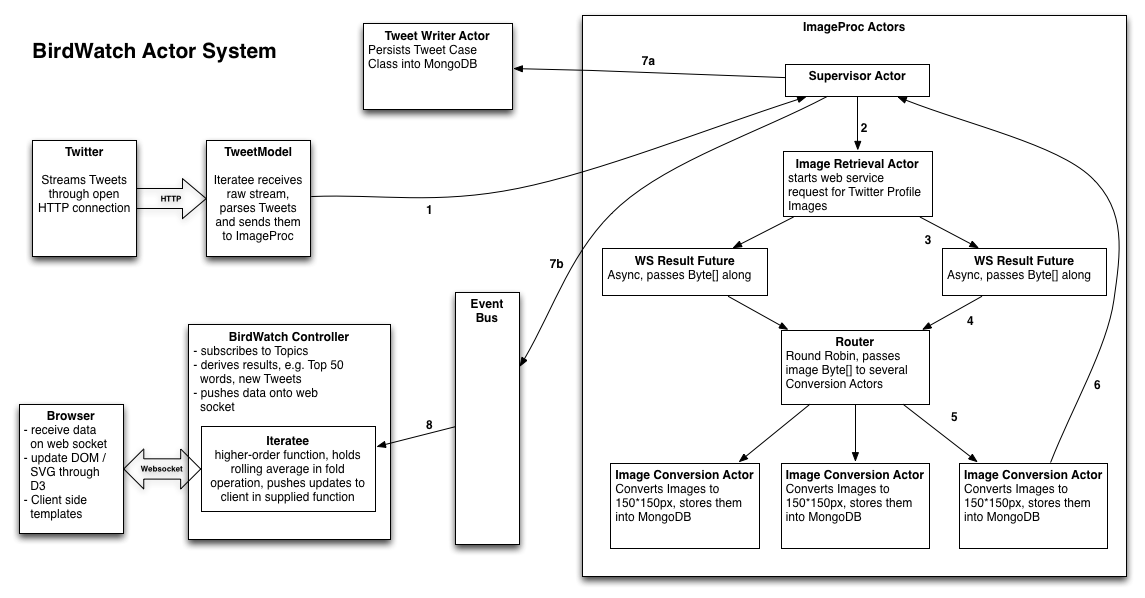 BirdWatch Actor System
Tweet Writer Actor
Persists Tweet Case
Class into MongoDB
7a
ImageProc Actors
Supervisor Actor
2
Image Retrieval Actor
starts web service
request for Twitter Profile
Images
3
WS Result Future
Async, passes Byte[] along
WS Result Future
Async, passes Byte[] along
4
Router
Round Robin, passes
image Byte[] to several
Conversion Actors
5
6
Image Conversion Actor
Converts Images to
150*150px, stores them
into MongoDB
Image Conversion Actor
Converts Images to
150*150px, stores them
into MongoDB
Image Conversion Actor
Converts Images to
150*150px, stores them
into MongoDB
Twitter
Streams Tweets
through open
HTTP connection
HTTP
TweetModel
Iteratee receives
raw stream,
parses Tweets
and sends them
to ImageProc
1
7b
Event
Bus
8
BirdWatch Controller
- subscribes to Topics
- derives results, e.g. Top 50
words, new Tweets
- pushes data onto web
socket
Iteratee
higher-order function, holds
rolling average in fold
operation, pushes updates to
client in supplied function
Websocket
Browser
- receive data
on web socket
- update DOM /
SVG through
D3
- Client side
templates